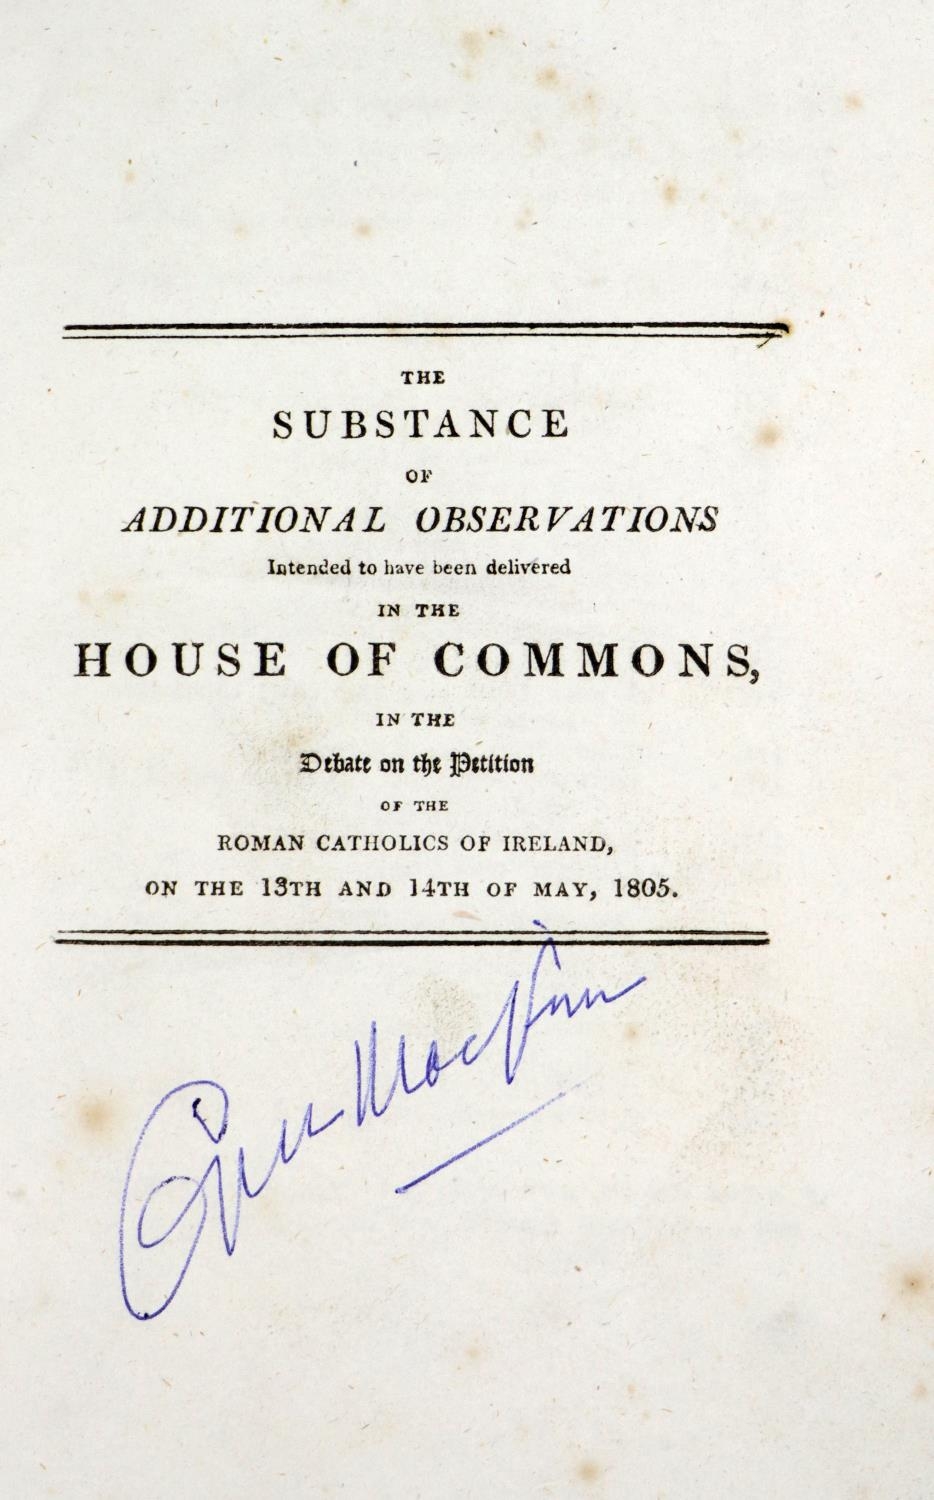 THE
SUBSTANCE
OF
ADDITIONAL OBSERVATIONS
Intended to have been delivered
IN THE
HOUSE OF COMMONS,
IN THE
Debate on the Petition
OF THE
ROMAN CATHOLICS OF IRELAND,
ON THE 13TH AND 14TH OF MAY, 1805.